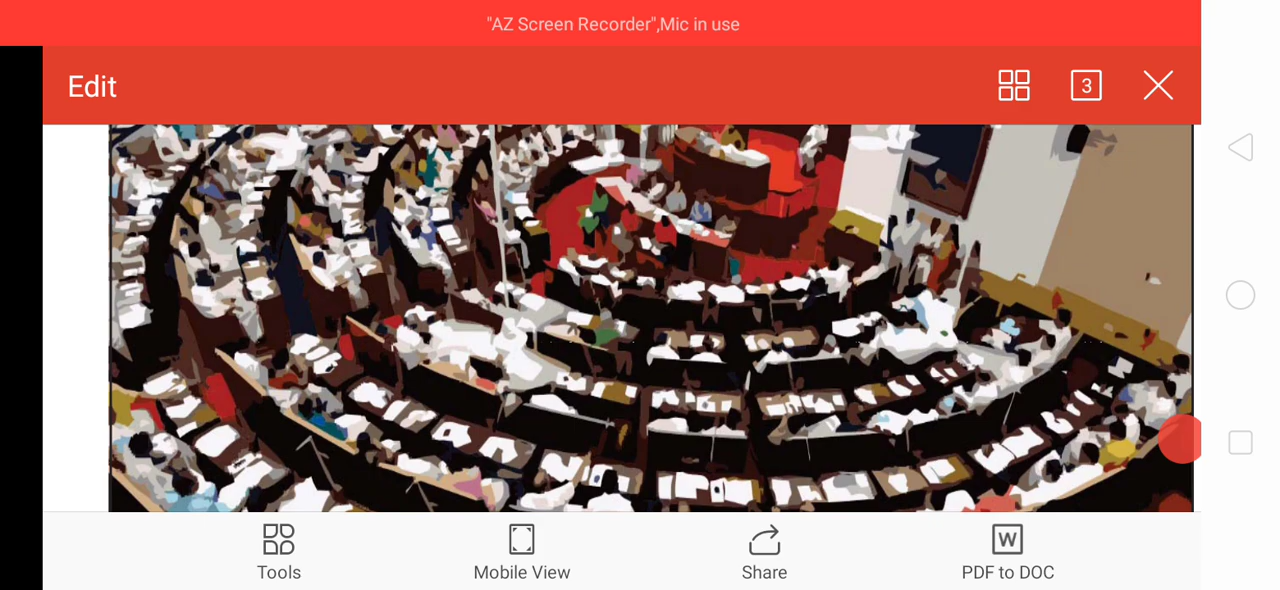 "AZ Screen Recorder",Mic in use
Edit
3
Tools
Mobile View
Share
W
PDF to DOC